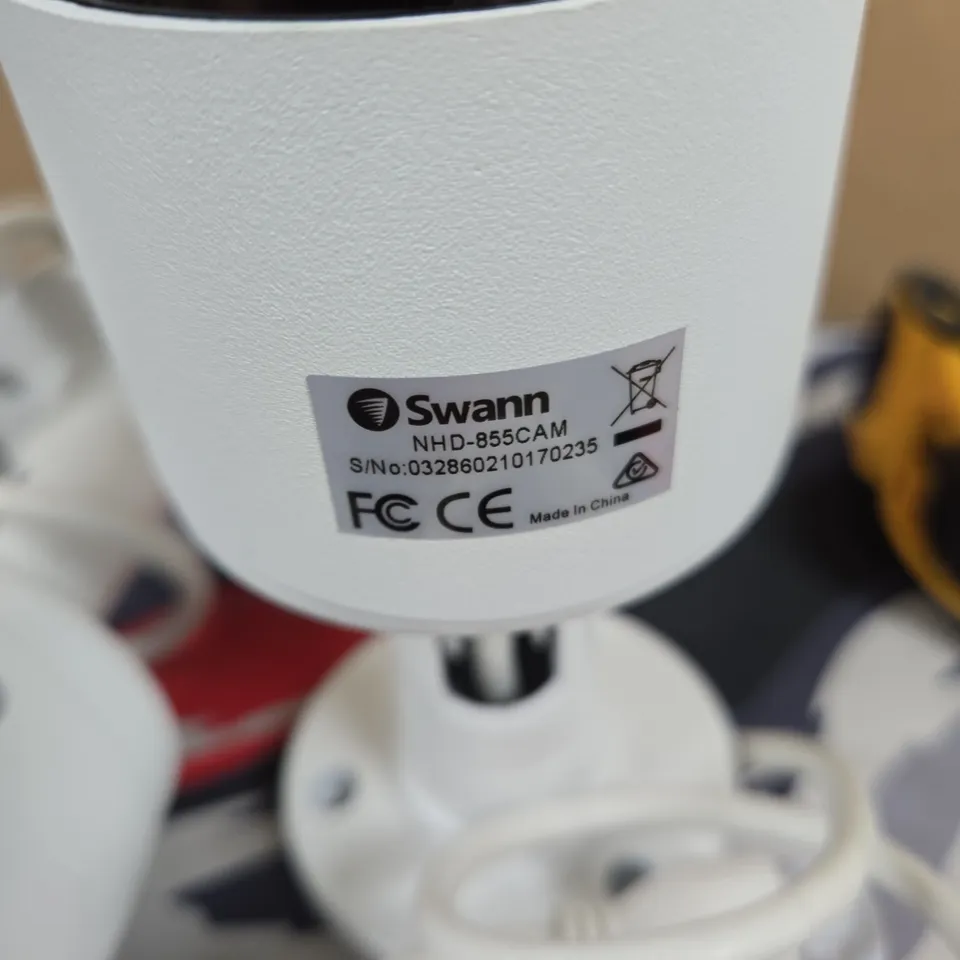 Swann
NHD-855CAM
S/No:032860210170235
FC CE Made In China